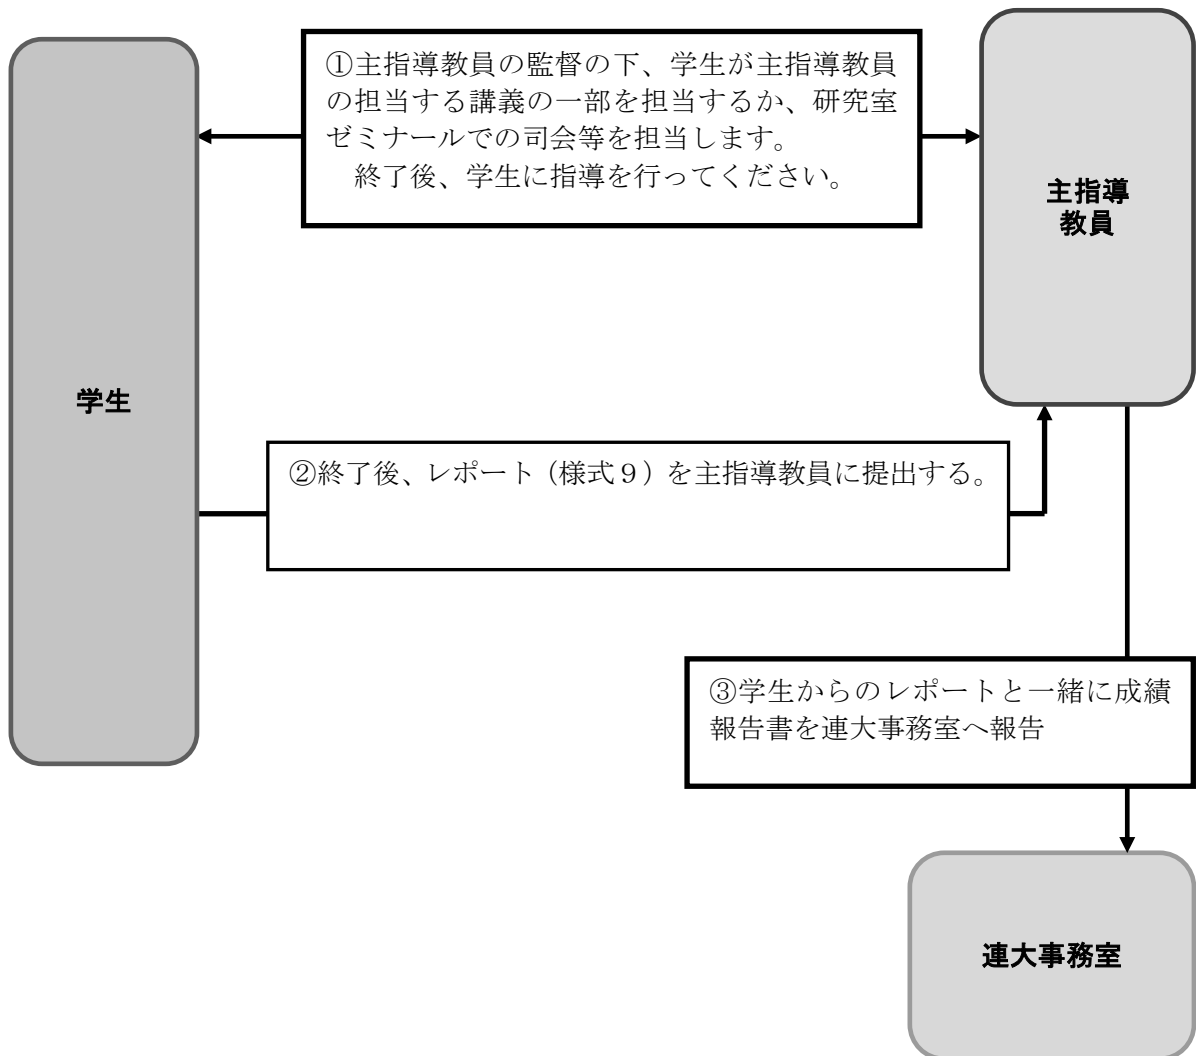 ①主指導教員の監督の下、学生が主指導教員
の担当する講義の一部を担当するか、研究室
ゼミナールでの司会等を担当します。
　終了後、学生に指導を行ってください。
主指導
教員
学生
②終了後、レポート（様式９）を主指導教員に提出する。
③学生からのレポートと一緒に成績
報告書を連大事務室へ報告
連大事務室